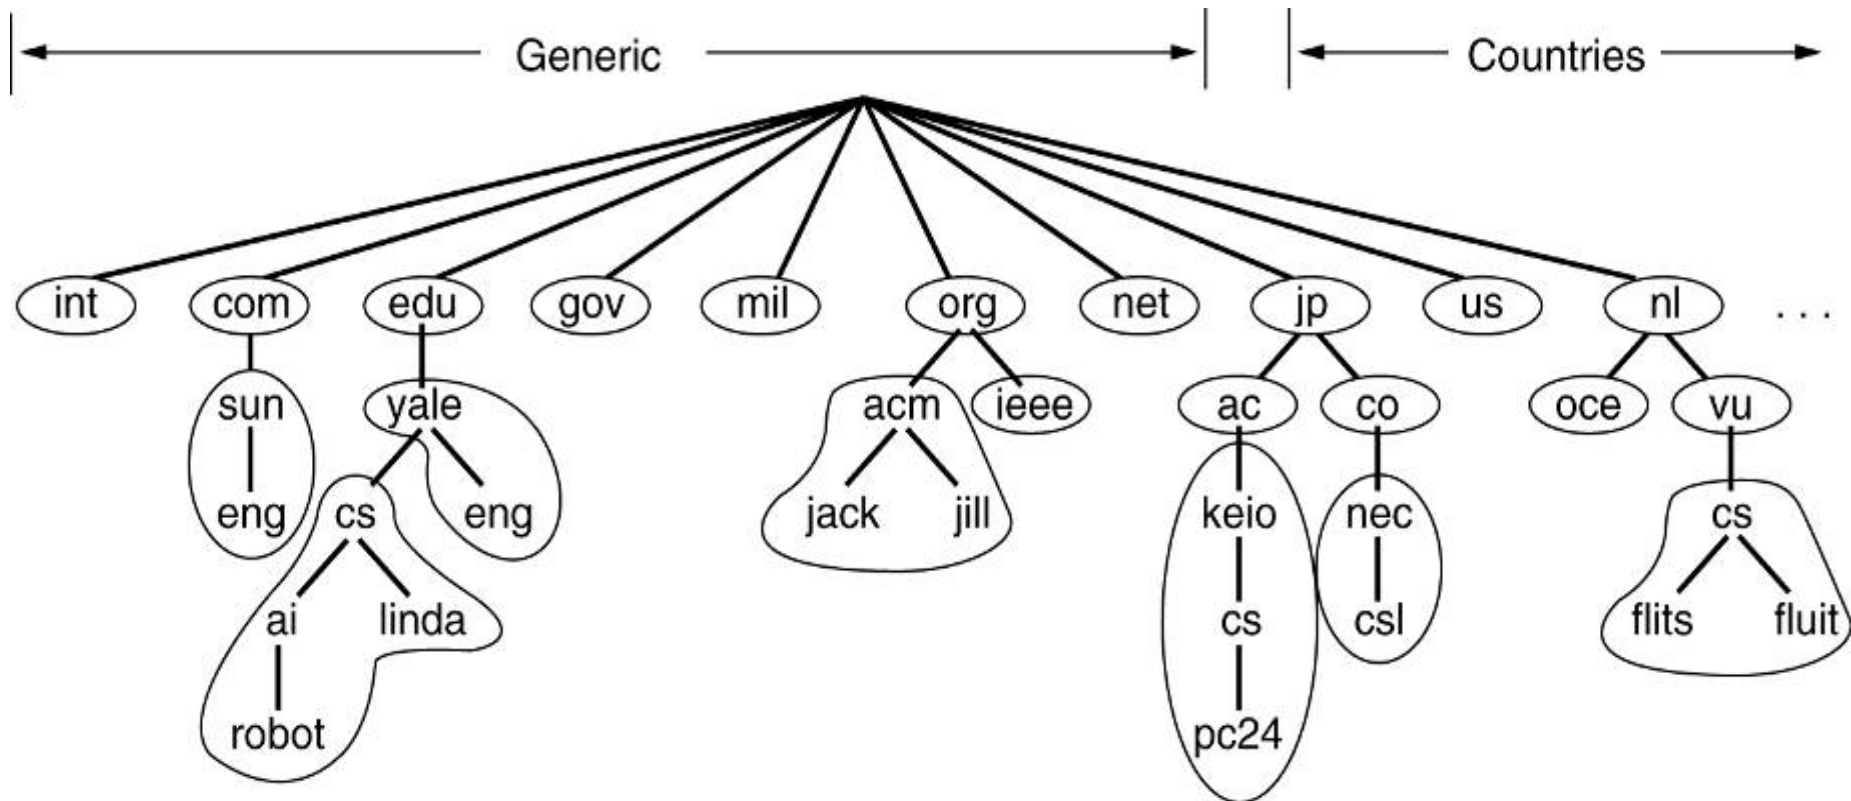 Generic Countries
int com edu gov mil org net jp us nl ...
sun yale acm ieee ac co oce vu
eng cs eng jack jill keio nec cs
ai linda cs csl flits fluit
robot pc24